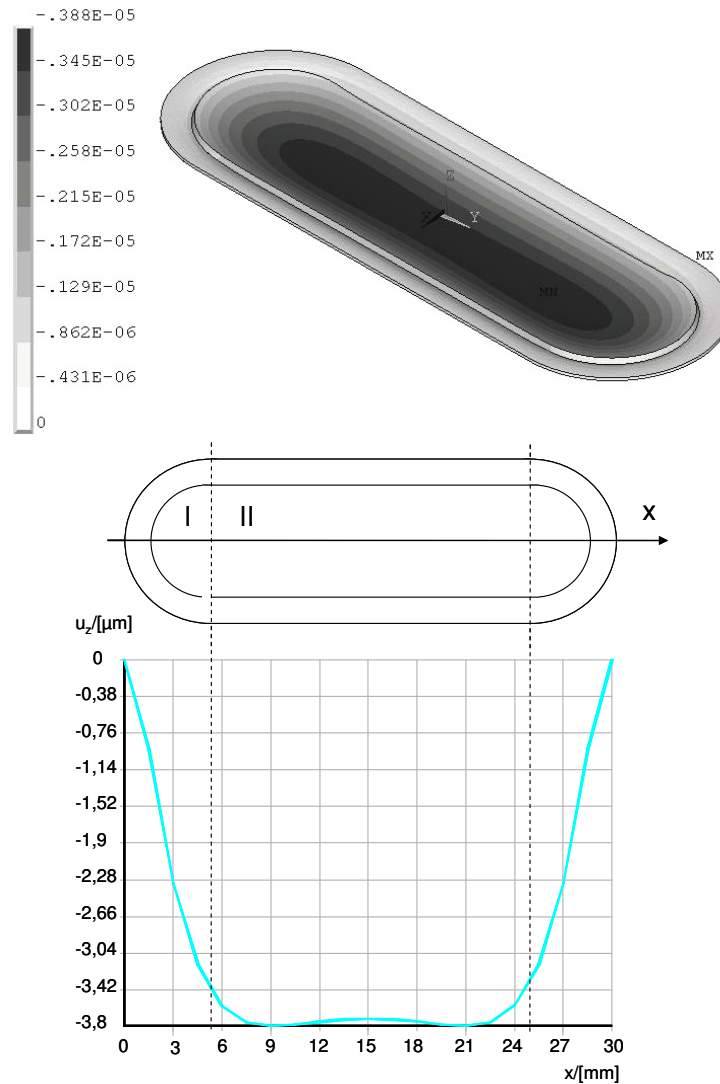 -.388E-05
-.345E-05
-.302E-05
-.258E-05
-.215E-05
-.172E-05
-.129E-05
-.862E-06
-.431E-06
0
Z
X Y
MX
MN
I II x
uz/[μm]
0
-0,38
-0,76
-1,14
-1,52
-1,9
-2,28
-2,66
-3,04
-3,42
-3.8
0 3 6 9 12 15 18 21 24 27 30
x/[mm]